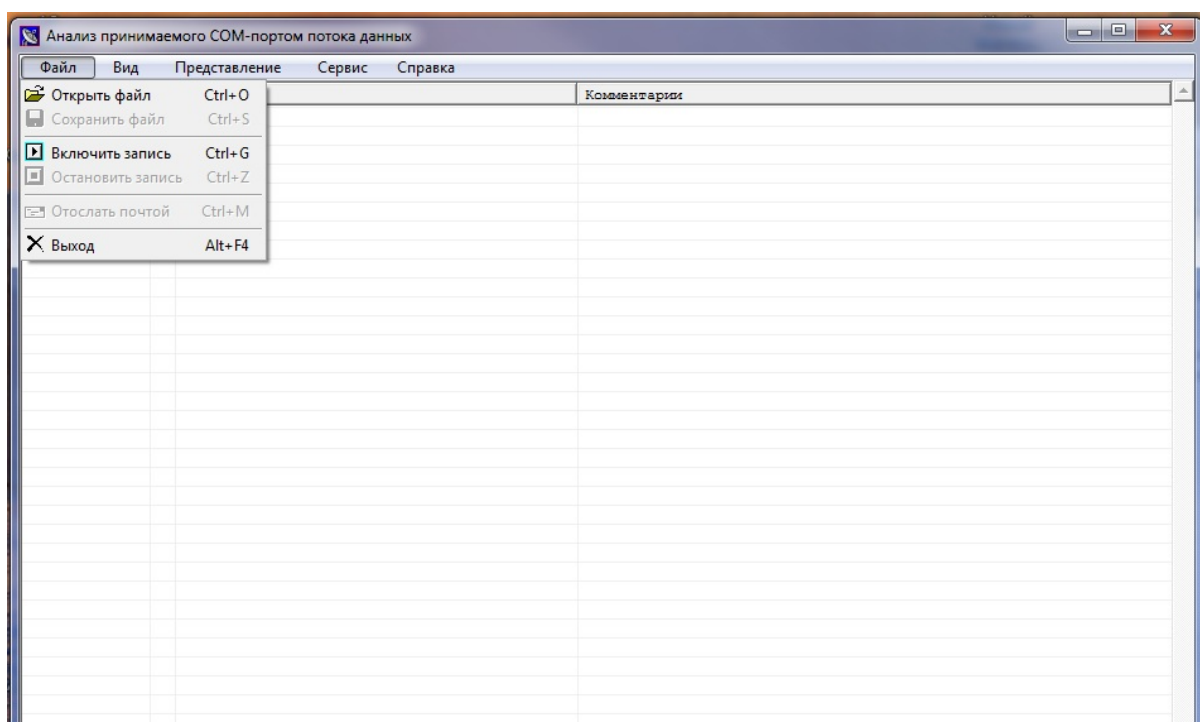 Анализ принимаемого COM-портом потока данных
Файл Вид Представление Сервис Справка
Комментарии
Открыть файл Ctrl+O
Сохранить файл Ctrl+S
Включить запись Ctrl+G
Остановить запись Ctrl+Z
Отослать почтой Ctrl+M
Выход Alt+F4